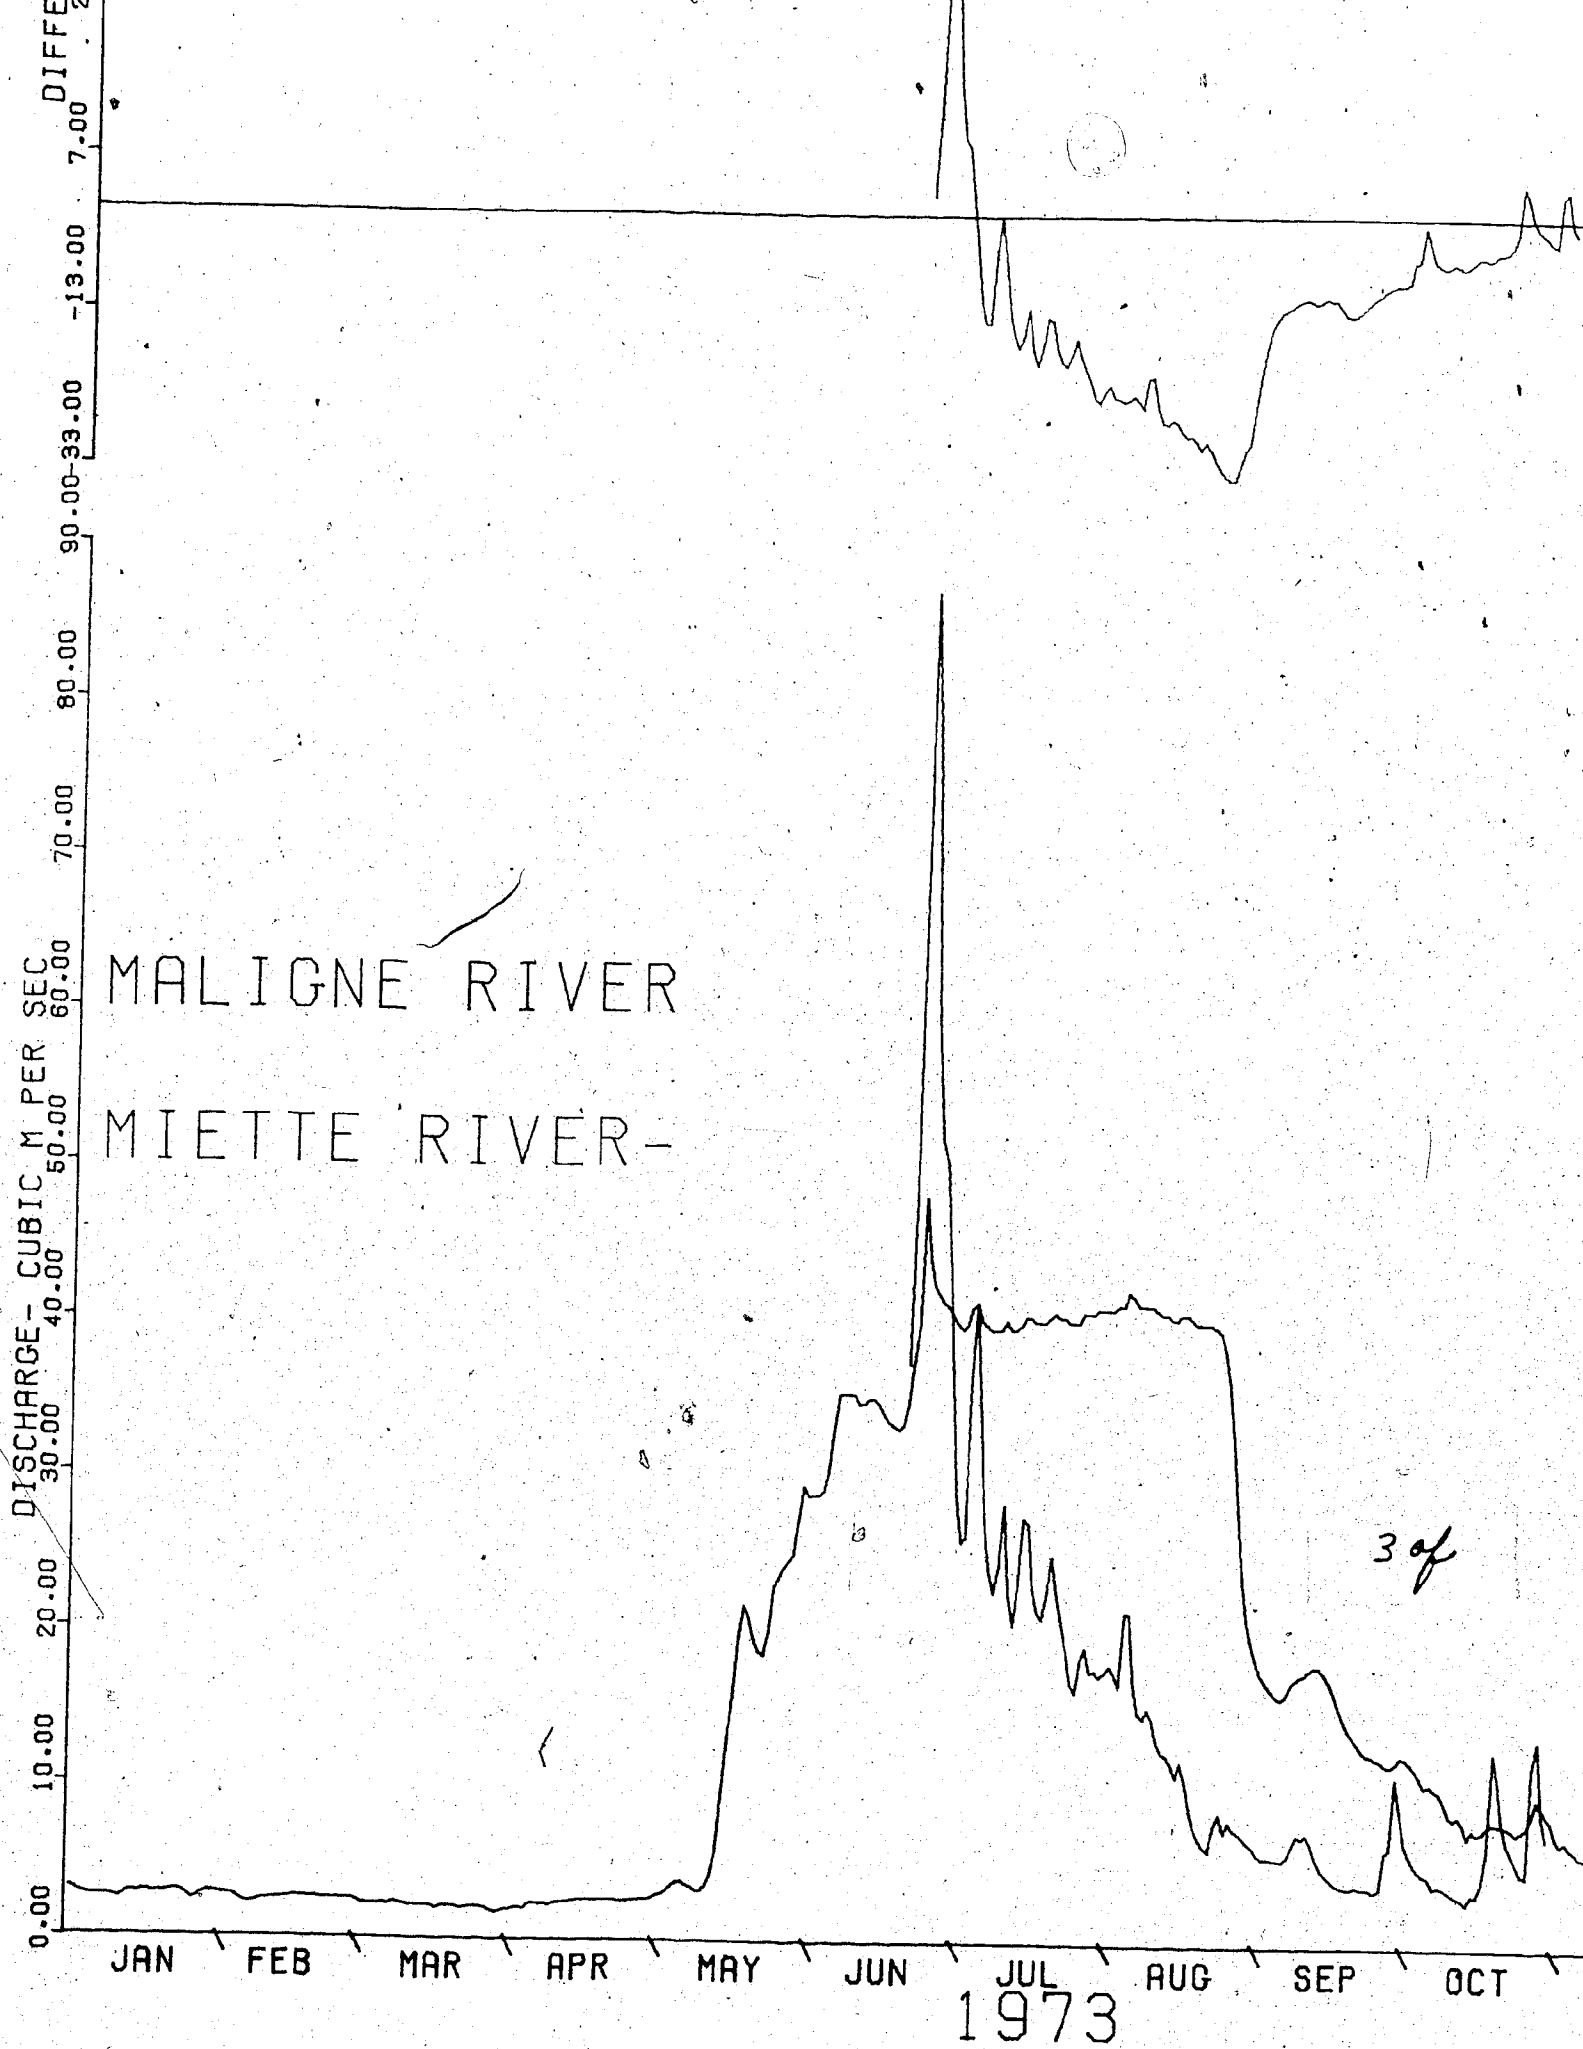 DIFFE
7.00
-13.00
-33.00
90.00
80.00
70.00
60.00
50.00
40.00
30.00
20.00
10.00
0.00
DISCHARGE- CUBIC M PER SEC
MALIGNE RIVER
MIETTE RIVER-
3 of
JAN FEB MAR APR MAY JUN JUL AUG SEP OCT
1973